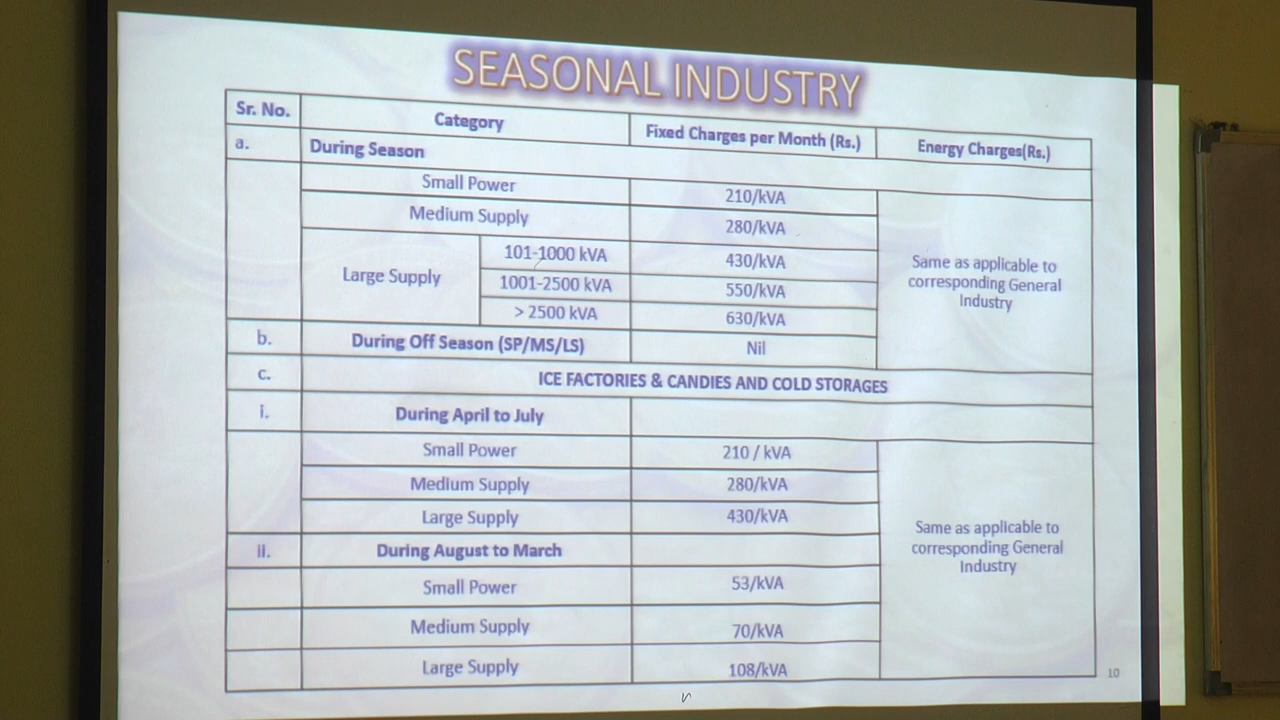 SEASONAL INDUSTRY
Sr. No. Category Fixed Charges per Month (Rs.) Energy Charges(Rs.)
a. During Season
Small Power 210/kVA
Medium Supply 280/kVA
Large Supply
101-1000 kVA 430/kVA
1001-2500 kVA 550/kVA
> 2500 kVA 630/kVA
Same as applicable to
corresponding General
Industry
b. During Off Season (SP/MS/LS) Nil
c. ICE FACTORIES & CANDIES AND COLD STORAGES
i. During April to July
Small Power 210 / kVA
Medium Supply 280/kVA
Large Supply 430/kVA
ii. During August to March
Small Power 53/kVA
Medium Supply 70/kVA
Large Supply 108/kVA
Same as applicable to
corresponding General
Industry
10